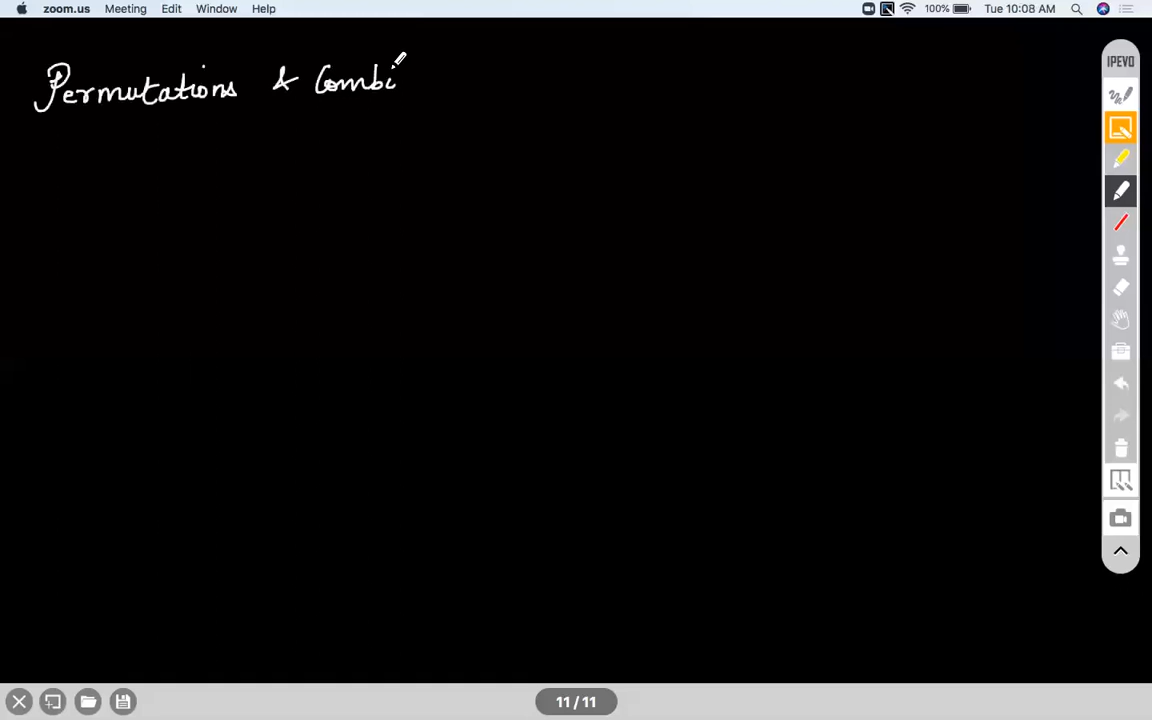 zoom.us Meeting Edit Window Help 100% Tue 10:08 AM
Permutations & Combi
IPEVO
11/11